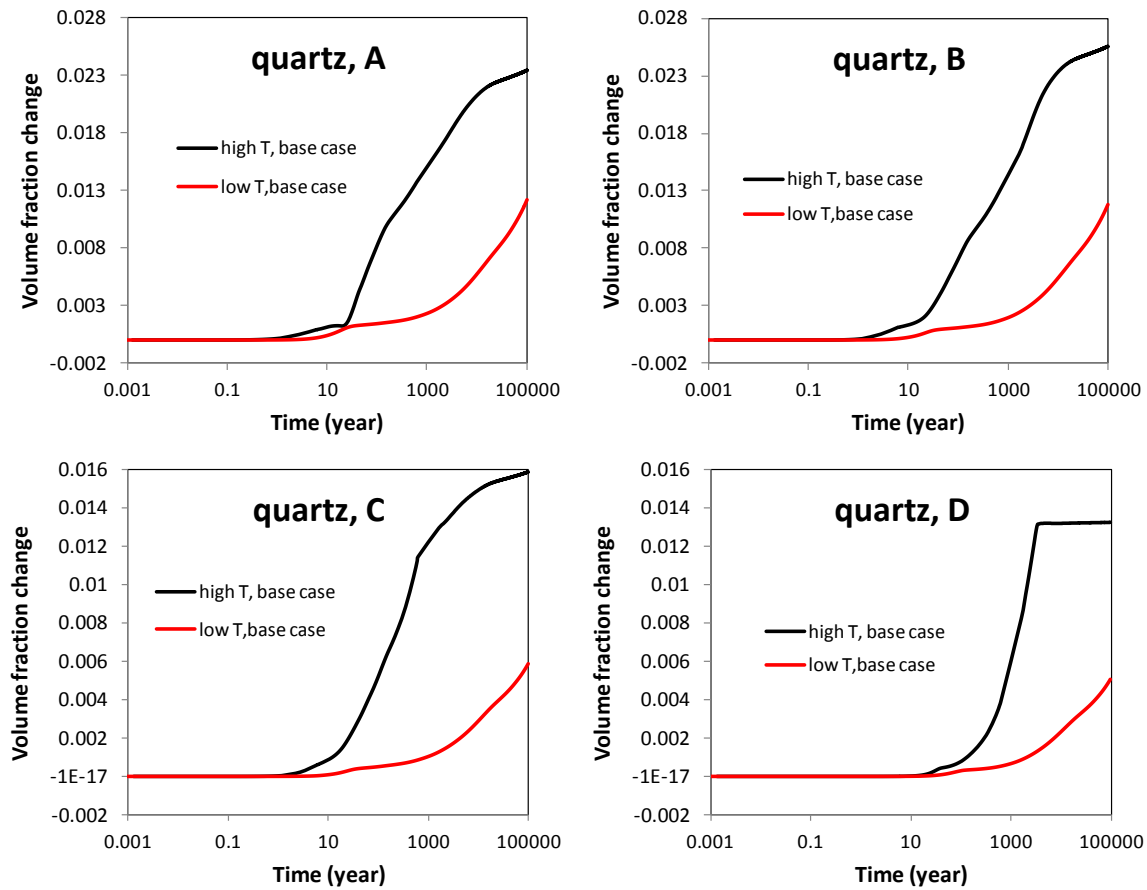 quartz, A
Volume fraction change
0.028
0.023
0.018
0.013
0.008
0.003
-0.002
high T, base case
low T,base case
0.001
0.1
10
1000
100000
Time (year)
quartz, B
Volume fraction change
0.028
0.023
0.018
0.013
0.008
0.003
-0.002
high T, base case
low T,base case
0.001
0.1
10
1000
100000
Time (year)
quartz, C
Volume fraction change
0.016
0.014
0.012
0.01
0.008
0.006
0.004
0.002
-1E-17
-0.002
high T, base case
low T,base case
0.001
0.1
10
1000
100000
Time (year)
quartz, D
Volume fraction change
0.016
0.014
0.012
0.01
0.008
0.006
0.004
0.002
-1E-17
-0.002
high T, base case
low T,base case
0.001
0.1
10
1000
100000
Time (year)